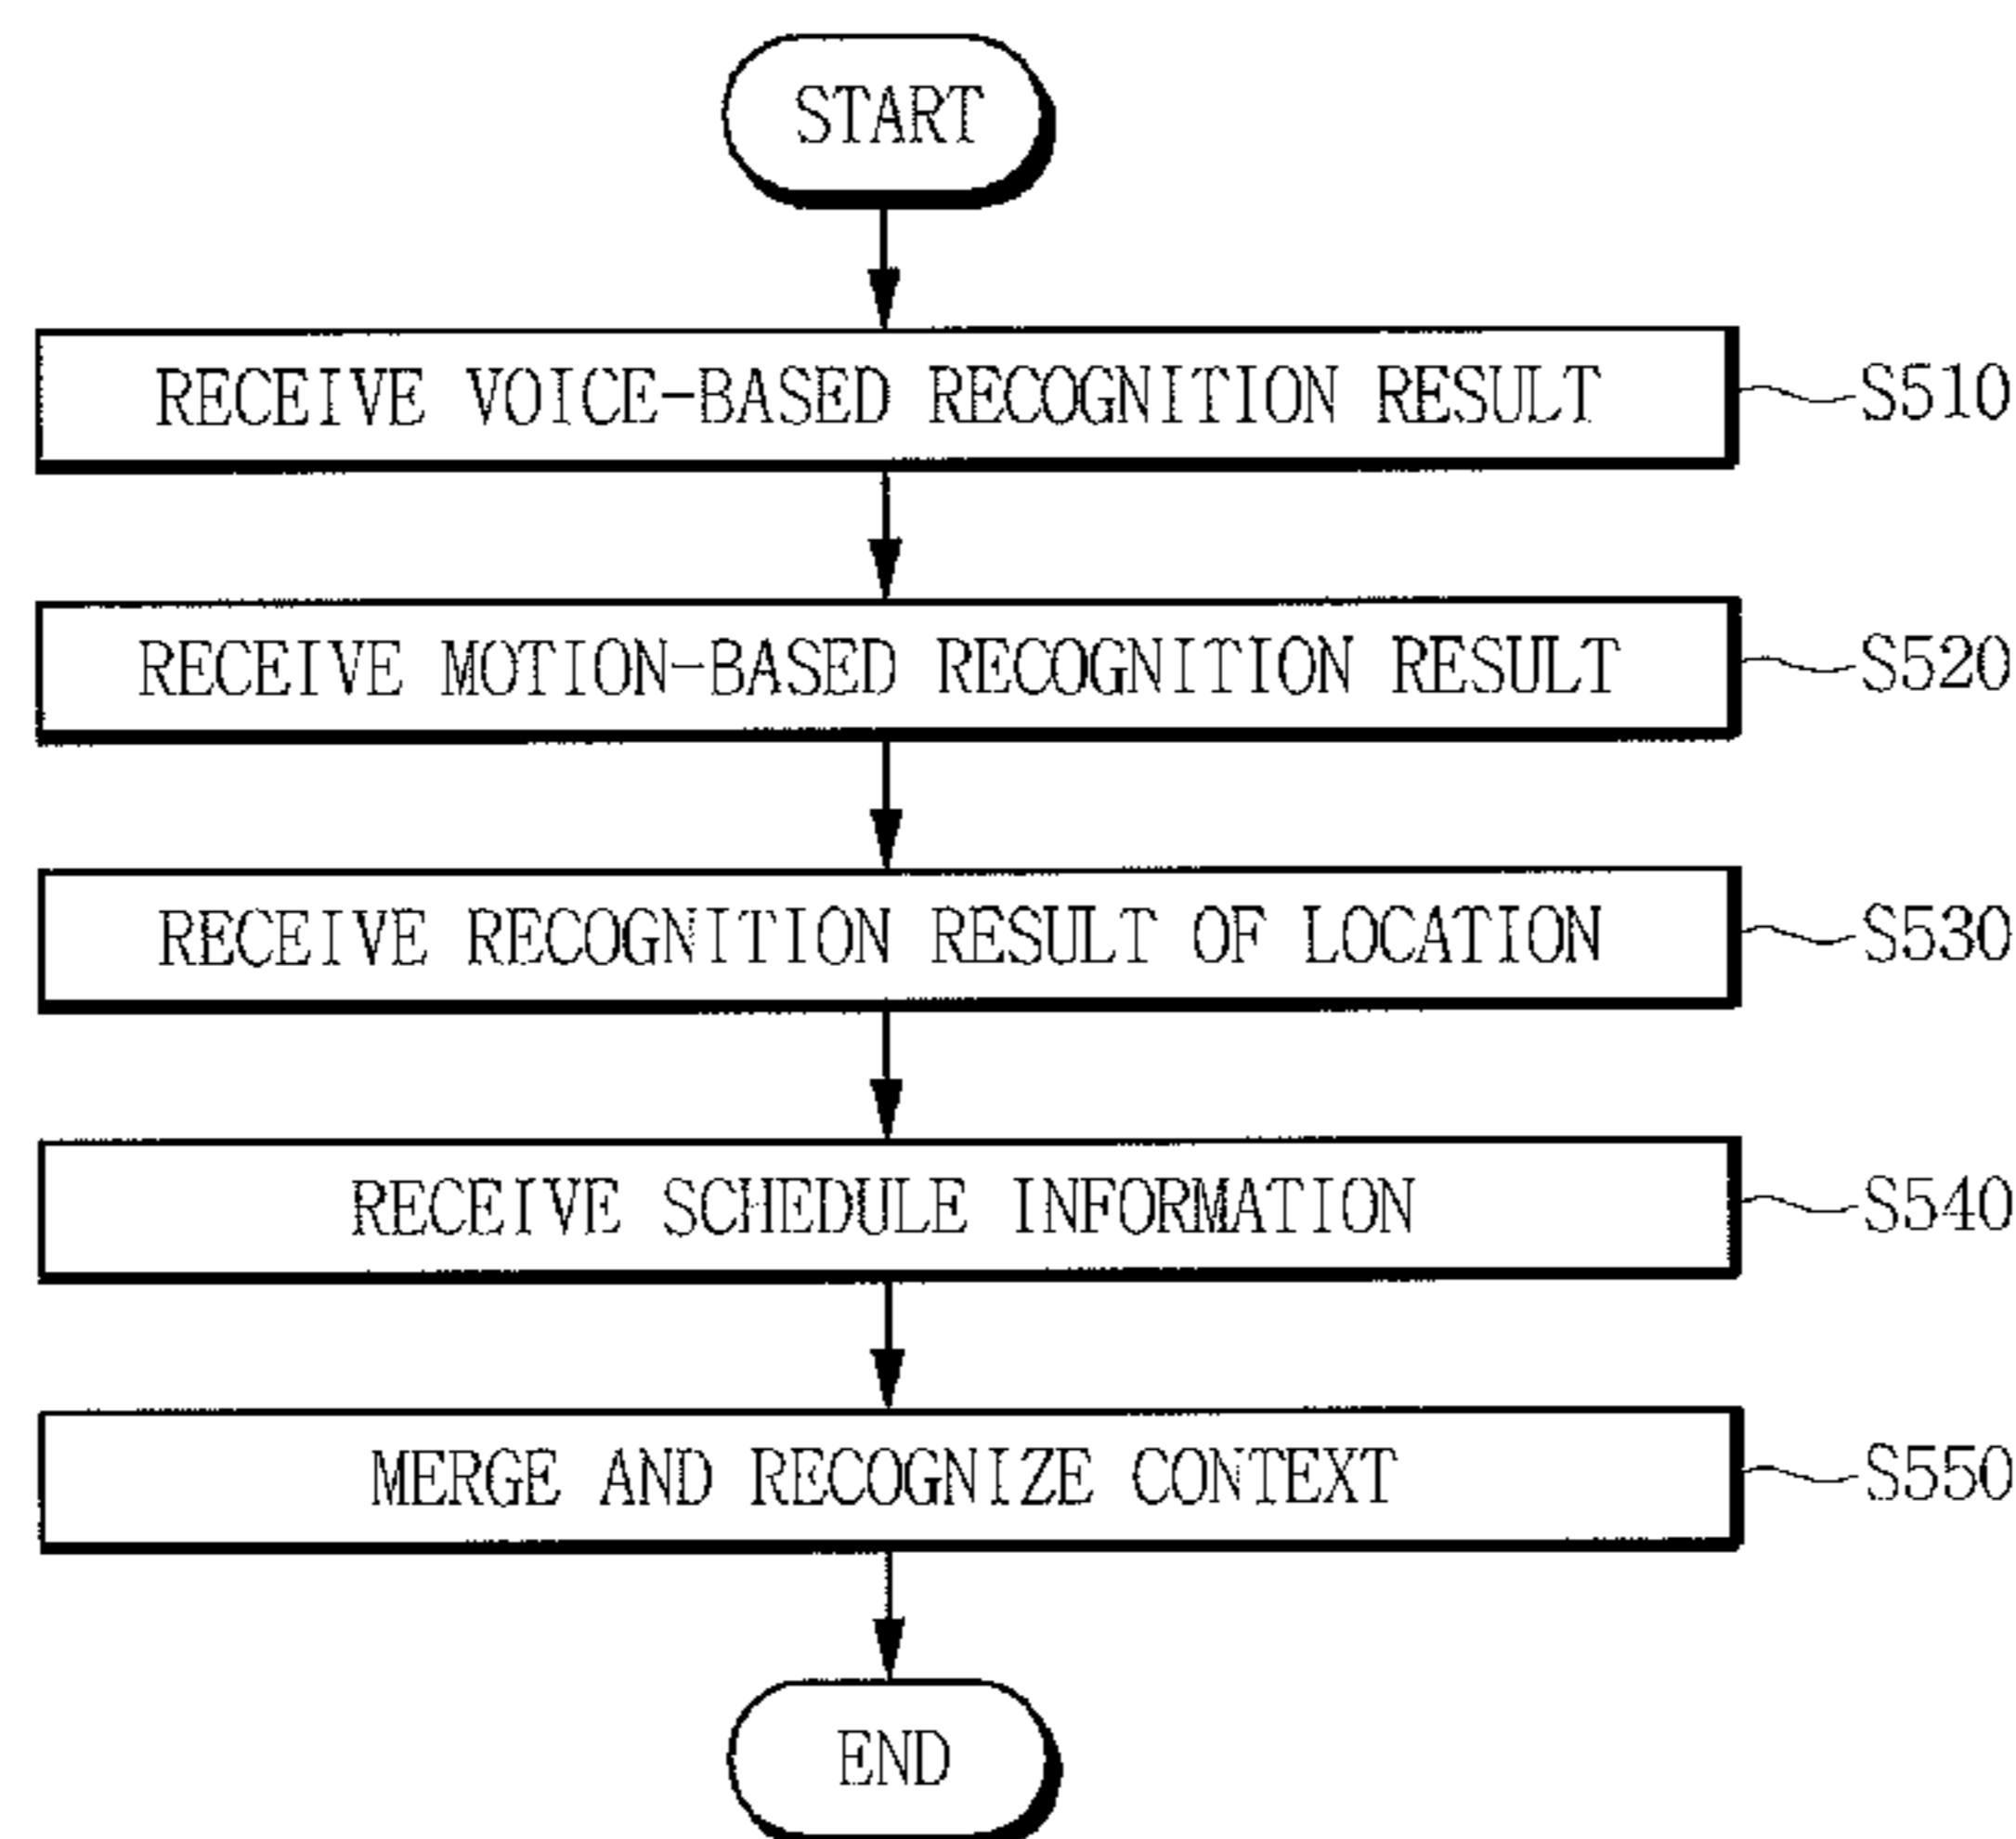 START
RECEIVE VOICE-BASED RECOGNITION RESULT S510
RECEIVE MOTION-BASED RECOGNITION RESULT S520
RECEIVE RECOGNITION RESULT OF LOCATION S530
RECEIVE SCHEDULE INFORMATION S540
MERGE AND RECOGNIZE CONTEXT S550
END